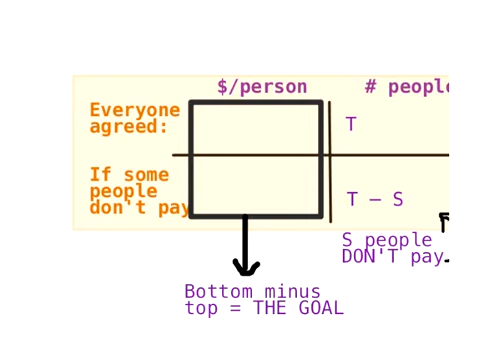 $/person # people
Everyone
agreed:
T
If some
people
don't pay
T – S
S people
DON'T pay
Bottom minus
top = THE GOAL